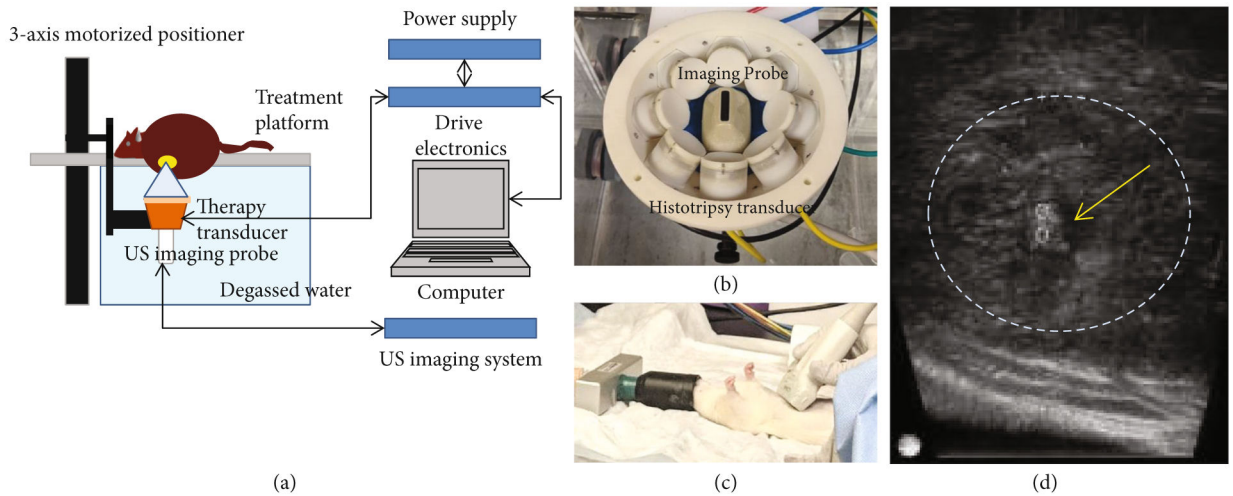 3-axis motorized positioner
Power supply
Treatment
platform
Drive
electronics
Therapy
transducer
US imaging probe
Degassed water
Computer
US imaging system
(a)
Imaging Probe
Histotripsy transducer
(b)
(c)
(d)